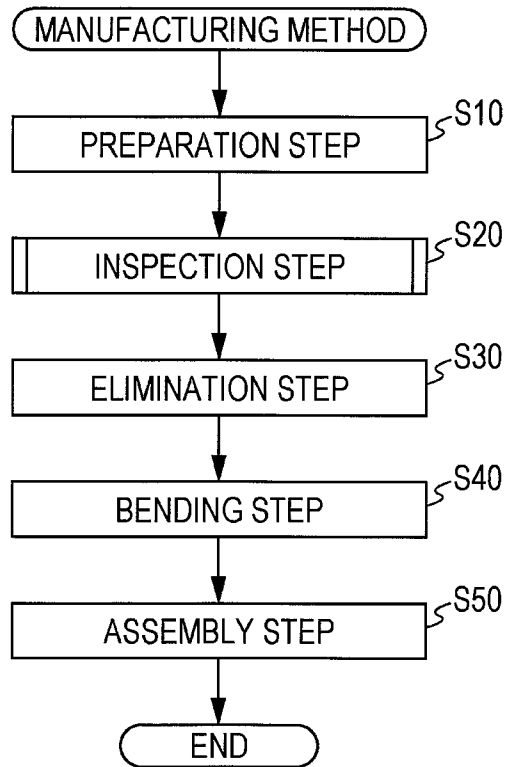 MANUFACTURING METHOD
S10
PREPARATION STEP
S20
INSPECTION STEP
S30
ELIMINATION STEP
S40
BENDING STEP
S50
ASSEMBLY STEP
END